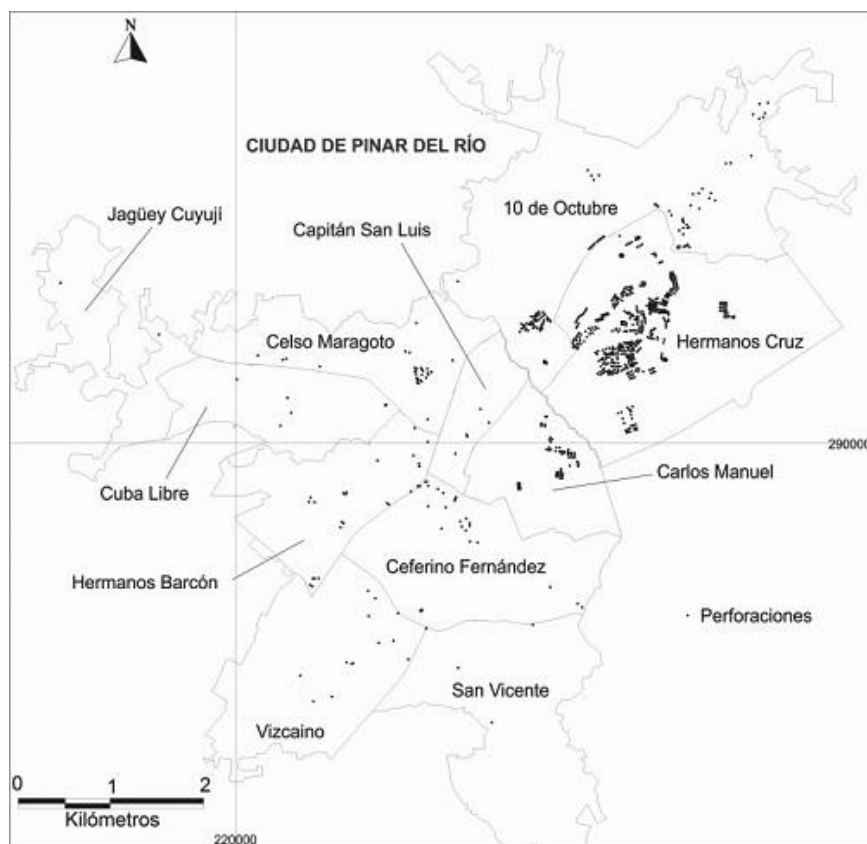 N
CIUDAD DE PINAR DEL RÍO
10 de Octubre
Jagüey Cuyují
Capitán San Luis
Celso Maragoto
Hermanos Cruz
290000
Carlos Manuel
Cuba Libre
Ceferino Fernández
Hermanos Barcón
Perforaciones
San Vicente
Vizcaino
0 1 2
Kilómetros
220000